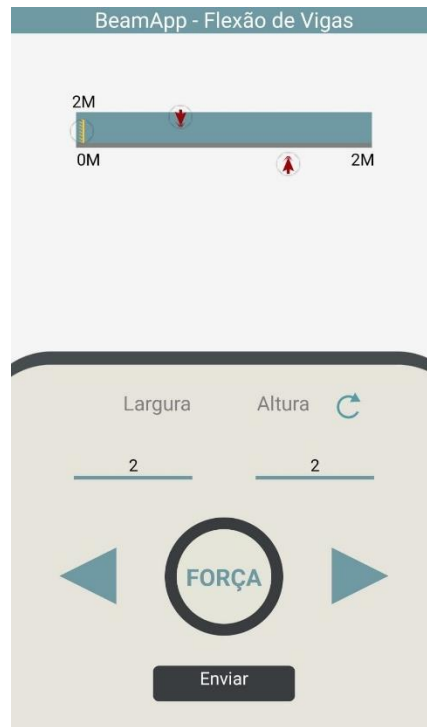 BeamApp - Flexão de Vigas
2M
0M 2M
Largura Altura
2 2
FORÇA
Enviar